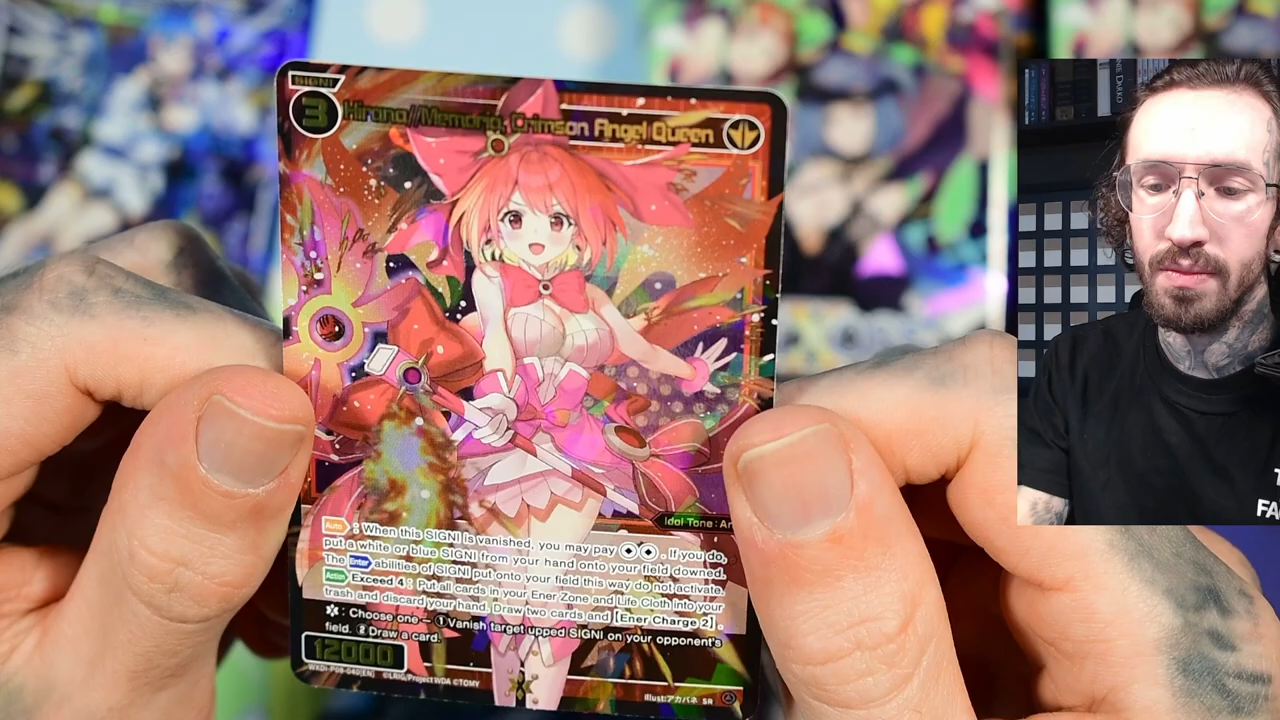 SIGNI
3
Hirana//Memoria, Crimson Angel Queen
Idol Tone:
Auto : When this SIGNI is vanished, you may pay . If you do,
put a white or blue SIGNI from your hand onto your field downed.
The Enter abilities of SIGNI put onto your field this way do not activate.
Action Exceed 4 : Put all cards in your Ener Zone and Life Cloth into your
trash and discard your hand. Draw two cards and [Ener Charge 2].
: Choose one – ①Vanish target upped SIGNI on your opponent's
field. ②Draw a card.
12000
WXDi-P08-040[EN] ©LRIG/Project WDA ©TOMY
Illust:アカバネ SR
NIE DARKO
FA